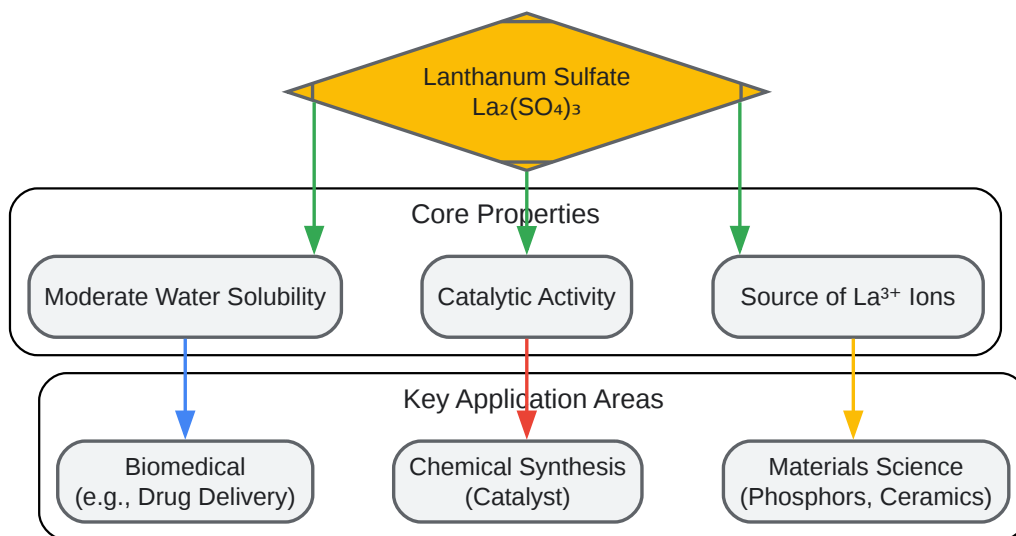 Lanthanum Sulfate
La₂(SO₄)₃
Core Properties
Moderate Water Solubility
Catalytic Activity
Source of La³⁺ Ions
Key Application Areas
Biomedical
(e.g., Drug Delivery)
Chemical Synthesis
(Catalyst)
Materials Science
(Phosphors, Ceramics)